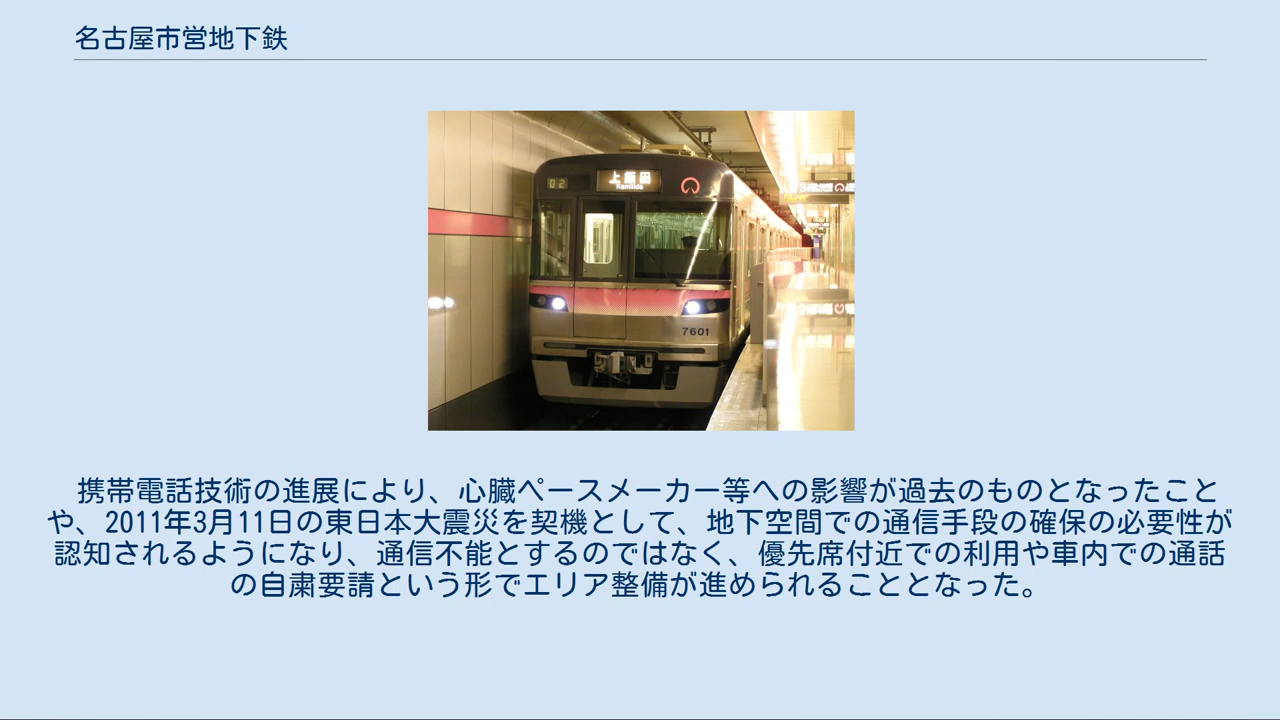 名古屋市営地下鉄
02
上飯田
Kamiiida
7601
携帯電話技術の進展により、心臓ペースメーカー等への影響が過去のものとなったこと
や、2011年3月11日の東日本大震災を契機として、地下空間での通信手段の確保の必要性が
認知されるようになり、通信不能とするのではなく、優先席付近での利用や車内での通話
の自粛要請という形でエリア整備が進められることとなった。